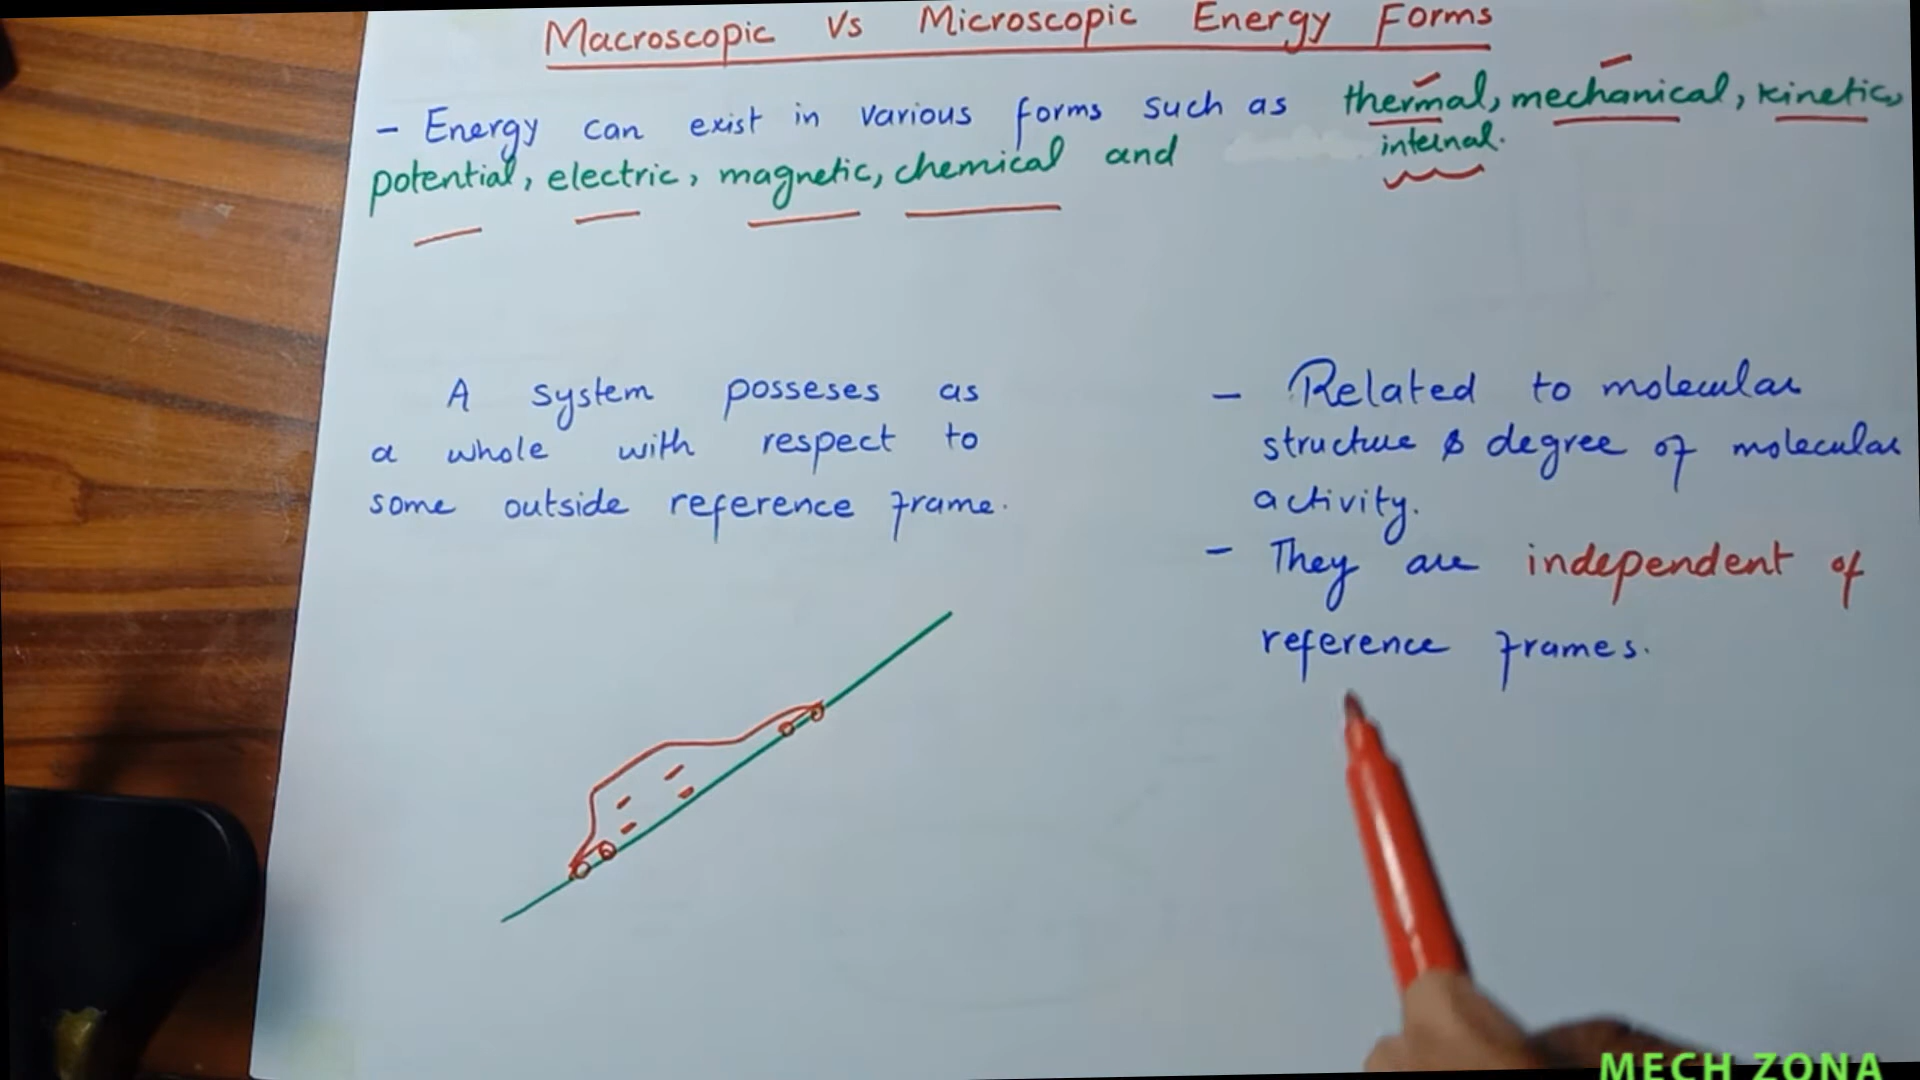 Macroscopic Vs Microscopic Energy Forms
- Energy can exist in various forms such as thermal, mechanical, kinetic,
potential, electric, magnetic, chemical and internal.
A system posseses as
a whole with respect to
some outside reference frame.
- Related to molecular
structure & degree of molecular
activity.
- They are independent of
reference frames.
MECH ZONA